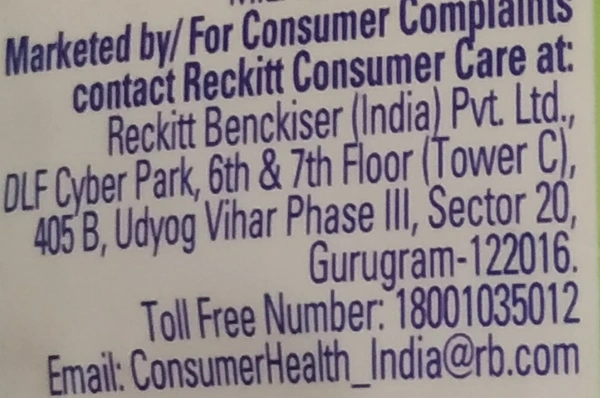 Marketed by/ For Consumer Complaints
contact Reckitt Consumer Care at:
Reckitt Benckiser (India) Pvt. Ltd.,
DLF Cyber Park, 6th & 7th Floor (Tower C),
405 B, Udyog Vihar Phase III, Sector 20,
Gurugram-122016.
Toll Free Number: 18001035012
Email: ConsumerHealth_India@rb.com